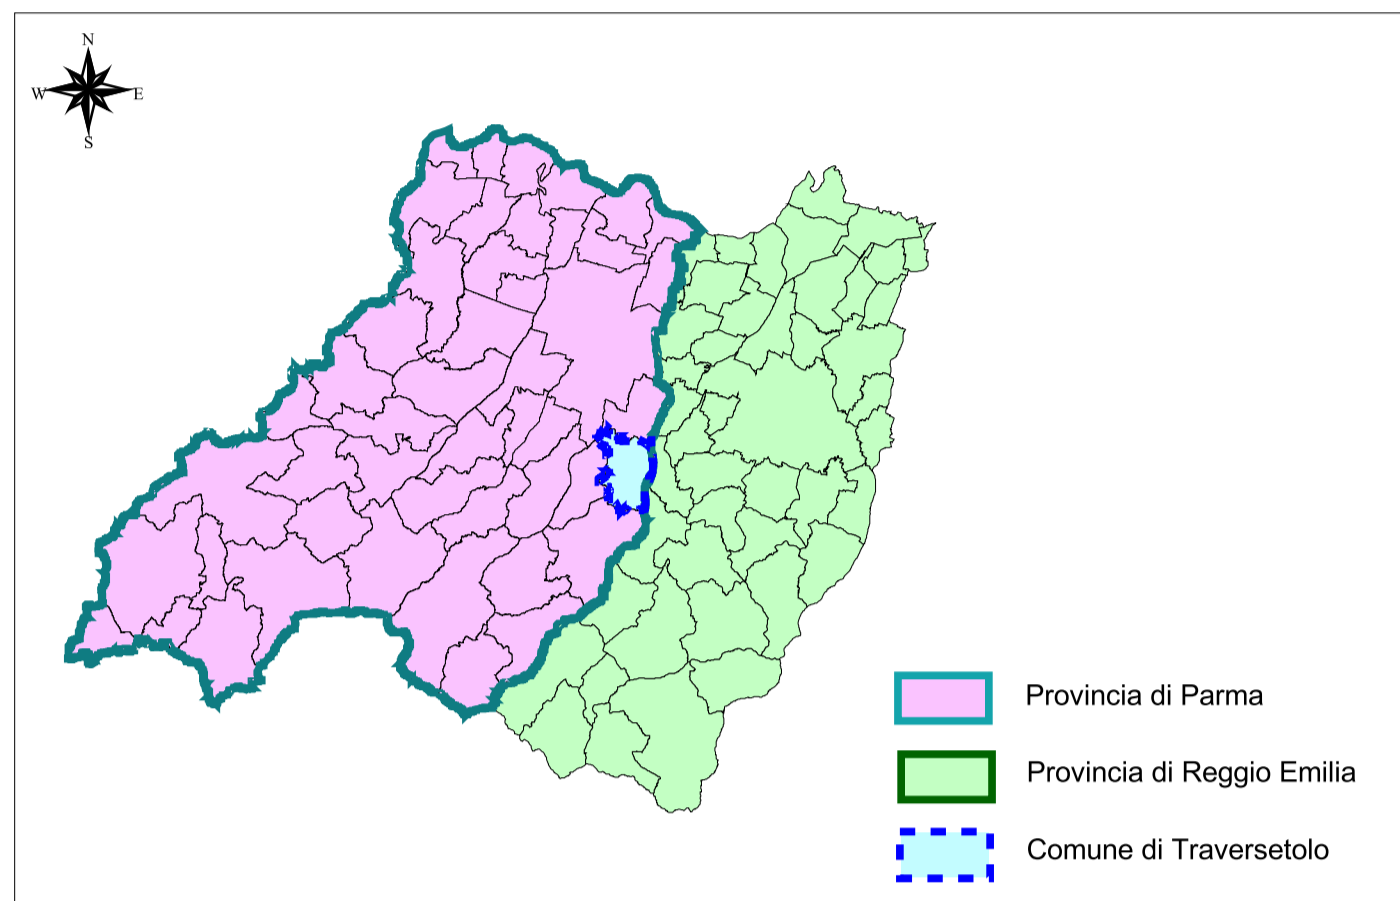 N
W E
S
Provincia di Parma
Provincia di Reggio Emilia
Comune di Traversetolo